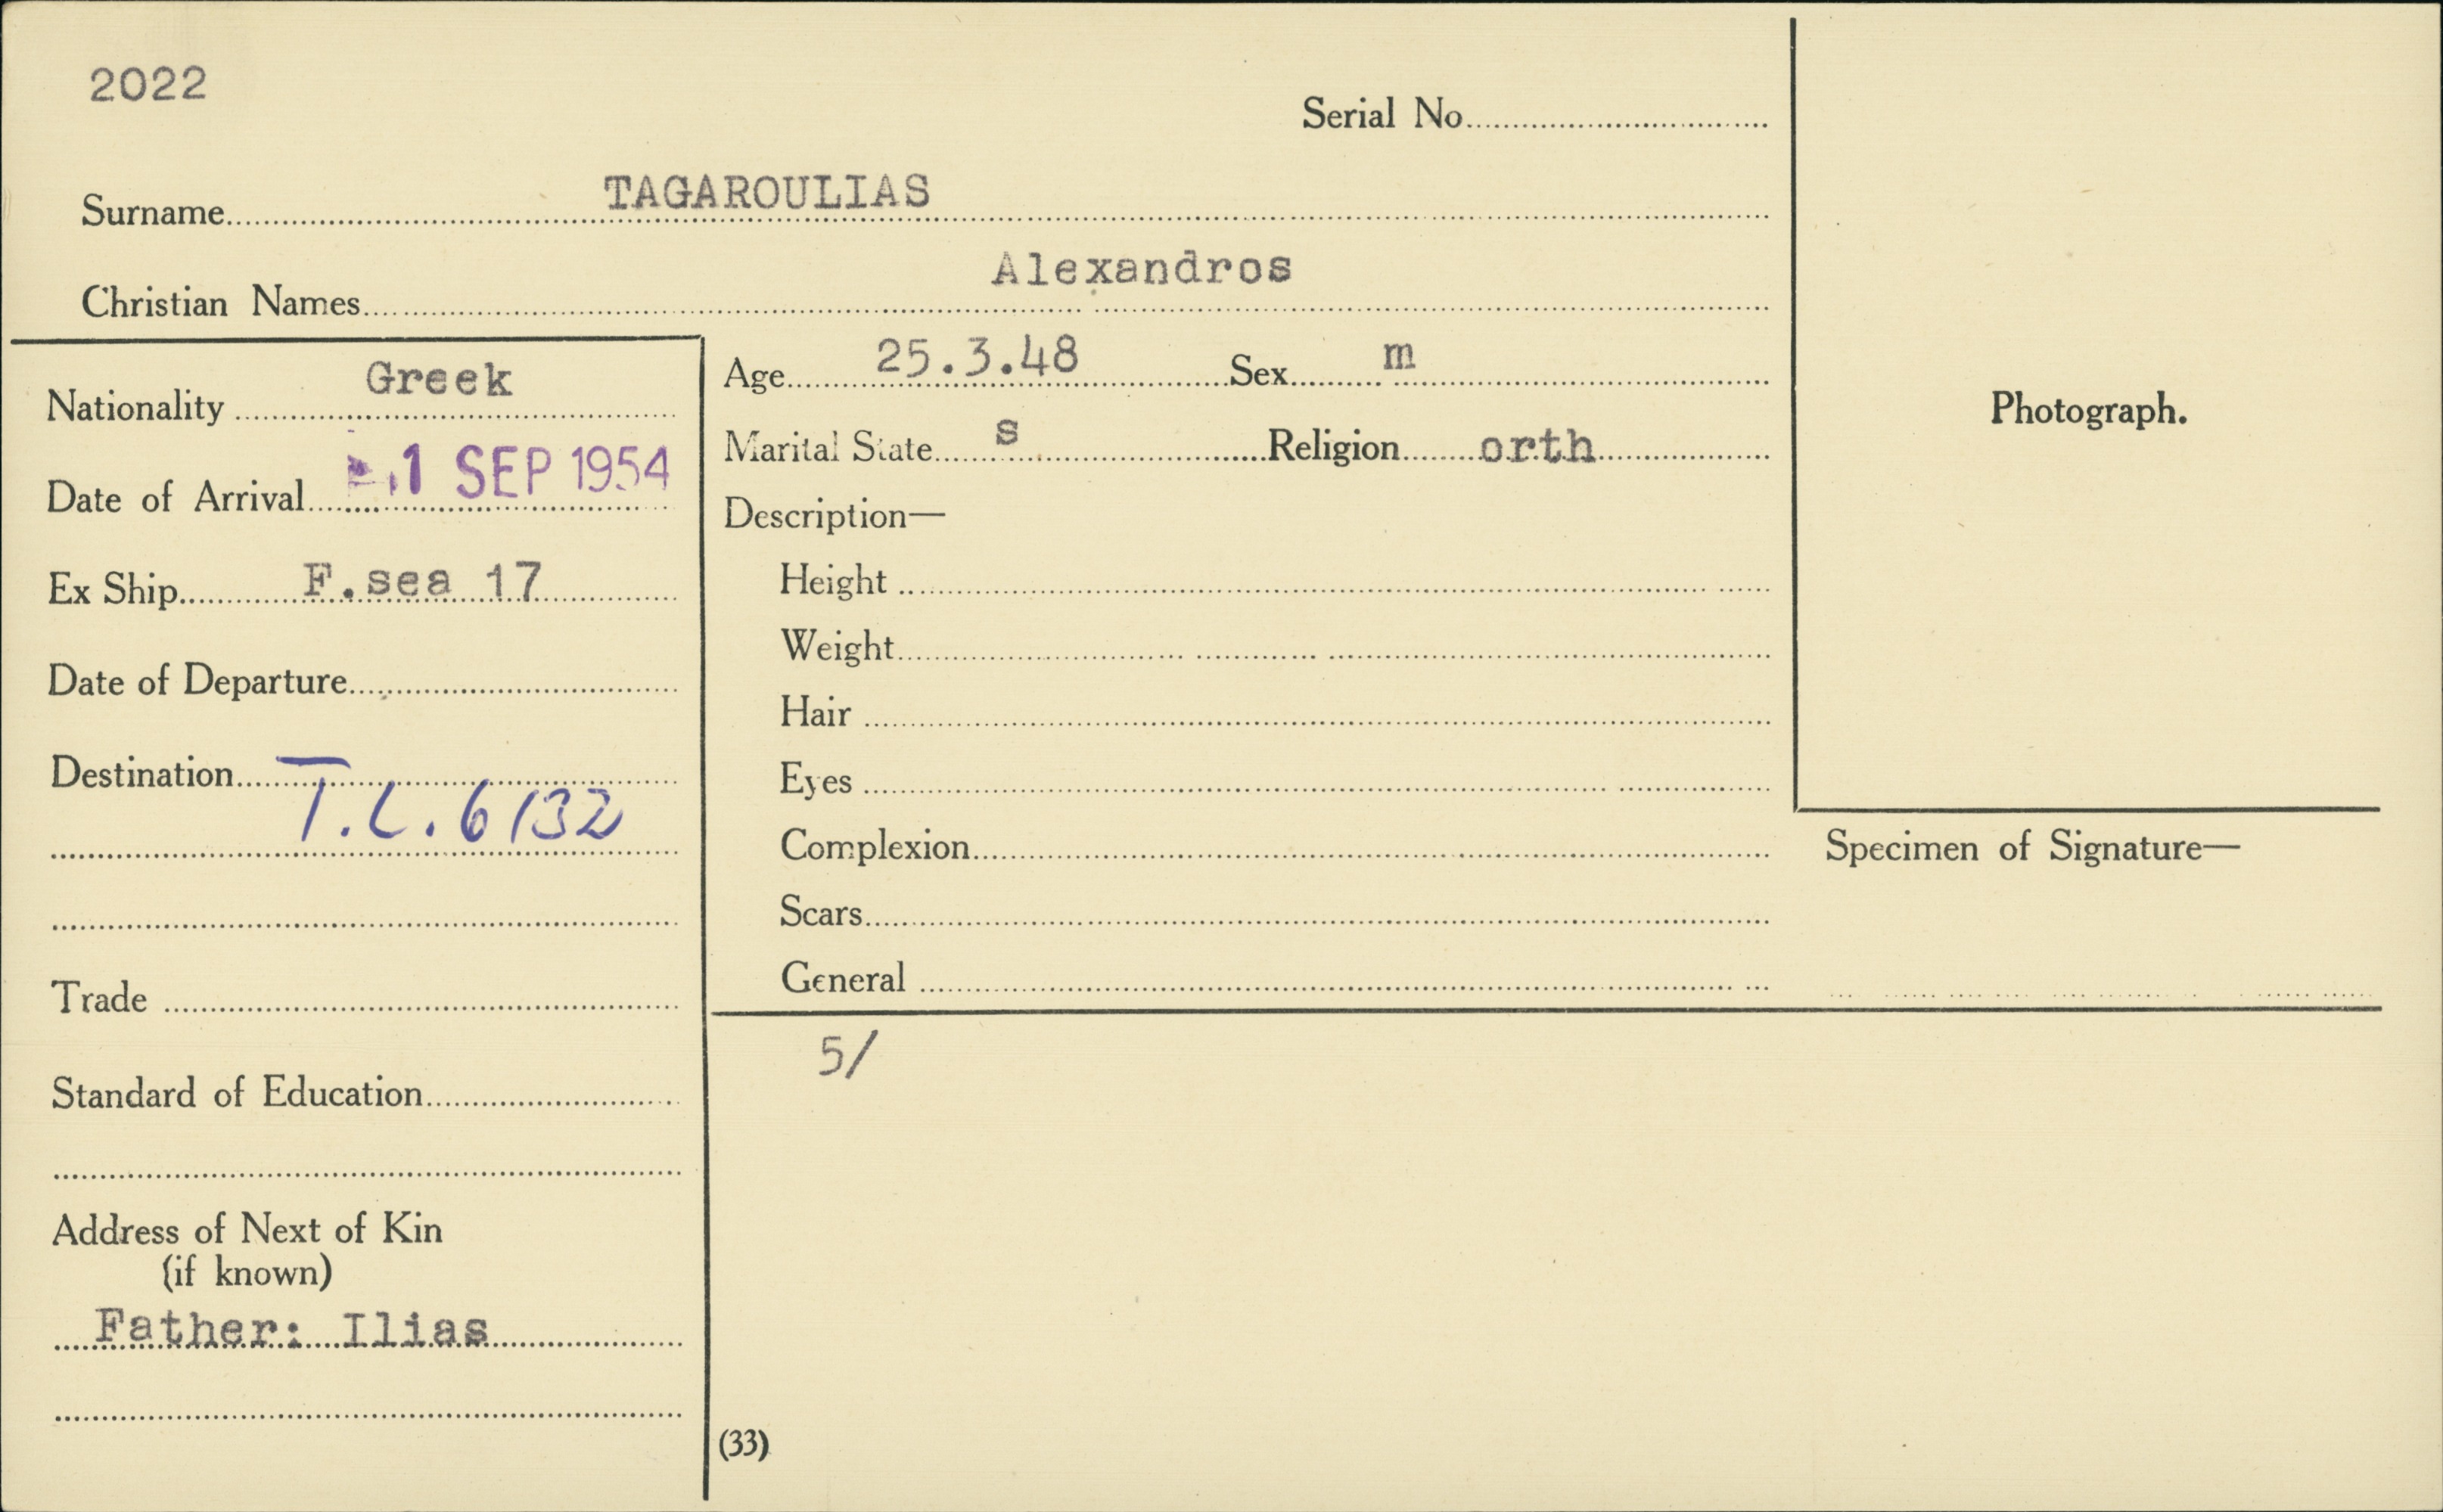 2022
Serial No.
Surname TAGAROULIAS
Christian Names Alexandros
Nationality Greek
Age 25.3.48 Sex m
Photograph.
Marital State s Religion orth
Date of Arrival 1 SEP 1954
Description—
Ex Ship F.sea 17
Height
Weight
Date of Departure
Hair
Destination T.L. 6132
Eyes
Complexion
Specimen of Signature—
Scars
General
Trade
5/
Standard of Education
Address of Next of Kin
(if known)
Father: Ilias
(33)